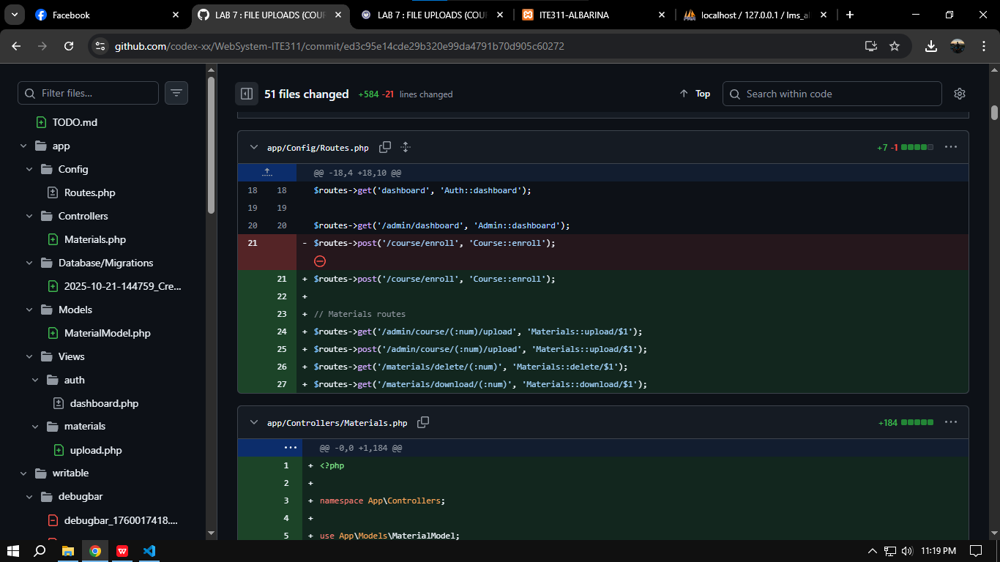 Facebook
LAB 7 : FILE UPLOADS (COUR
LAB 7 : FILE UPLOADS (COUR
ITE311-ALBARINA
localhost / 127.0.0.1 / lms_al
github.com/codex-xx/WebSystem-ITE311/commit/ed3c95e14cde29b320e99da4791b70d905c60272
Filter files...
51 files changed
+584 -21 lines changed
Top
Search within code
TODO.md
app
Config
Routes.php
Controllers
Materials.php
Database/Migrations
2025-10-21-144759_Cre...
Models
MaterialModel.php
Views
auth
dashboard.php
materials
upload.php
writable
debugbar
debugbar_1760017418....
app/Config/Routes.php
+7 -1
@@ -18,4 +18,10 @@
18 18 $routes->get('dashboard', 'Auth::dashboard');
19 19
20 20 $routes->get('/admin/dashboard', 'Admin::dashboard');
21 - $routes->post('/course/enroll', 'Course::enroll');
21 + $routes->post('/course/enroll', 'Course::enroll');
22 +
23 + // Materials routes
24 + $routes->get('/admin/course/(:num)/upload', 'Materials::upload/$1');
25 + $routes->post('/admin/course/(:num)/upload', 'Materials::upload/$1');
26 + $routes->get('/materials/delete/(:num)', 'Materials::delete/$1');
27 + $routes->get('/materials/download/(:num)', 'Materials::download/$1');
app/Controllers/Materials.php
+184
@@ -0,0 +1,184 @@
1 + <?php
2 +
3 + namespace App\Controllers;
4 +
5 + use App\Models\MaterialModel;
11:19 PM